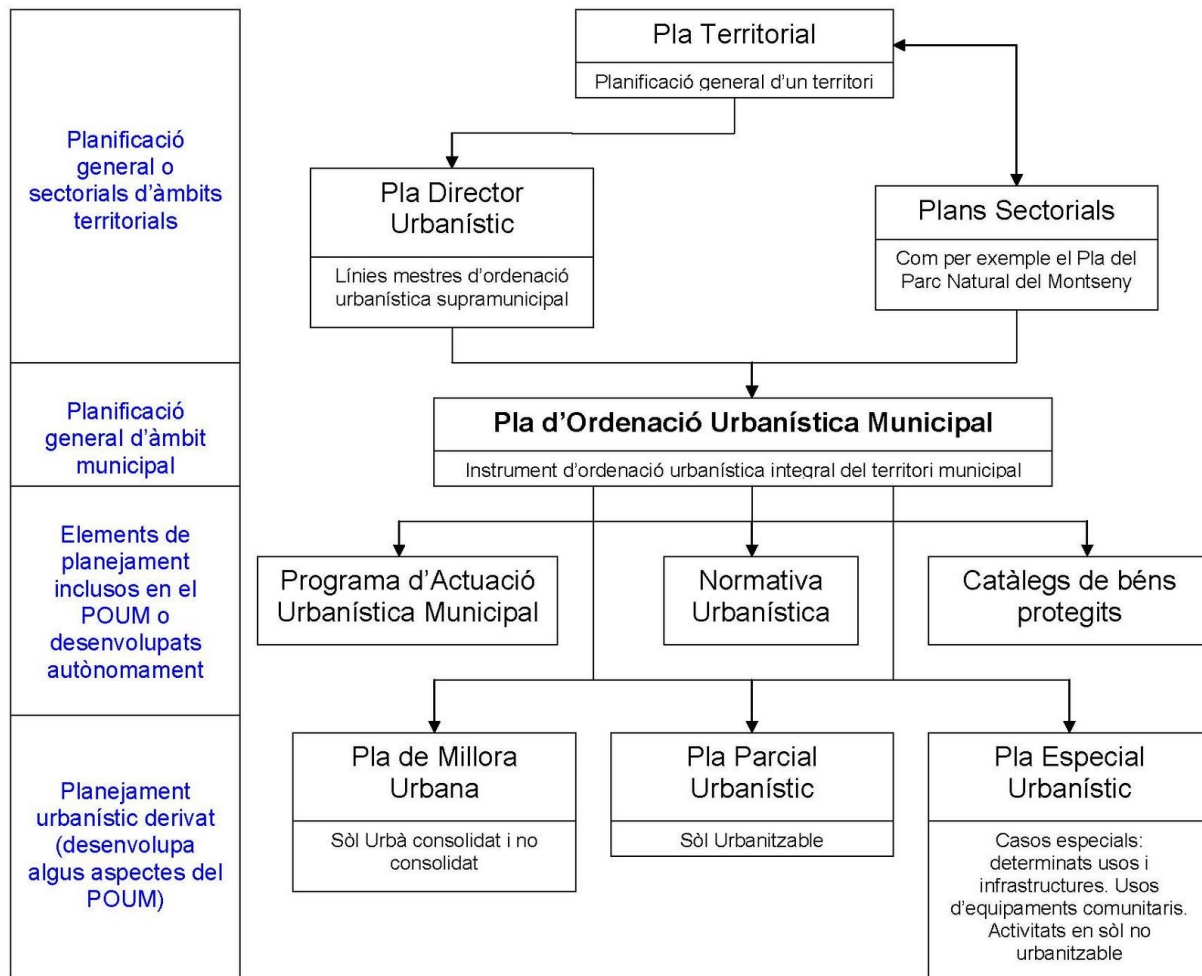 Planificació
general o
sectorials d'àmbits
territorials
Pla Territorial
Planificació general d'un territori
Pla Director
Urbanístic
Línies mestres d'ordenació
urbanística supramunicipal
Plans Sectorials
Com per exemple el Pla del
Parc Natural del Montseny
Planificació
general d'àmbit
municipal
Pla d'Ordenació Urbanística Municipal
Instrument d'ordenació urbanística integral del territori municipal
Elements de
planejament
inclusos en el
POUM o
desenvolupats
autònomament
Programa d'Actuació
Urbanística Municipal
Normativa
Urbanística
Catàlegs de béns
protegits
Planejament
urbanístic derivat
(desenvolupa
algus aspectes del
POUM)
Pla de Millora
Urbana
Sòl Urbà consolidat i no
consolidat
Pla Parcial
Urbanístic
Sòl Urbanitzable
Pla Especial
Urbanístic
Casos especials:
determinats usos i
infrastructures. Usos
d'equipaments comunitaris.
Activitats en sòl no
urbanitzable